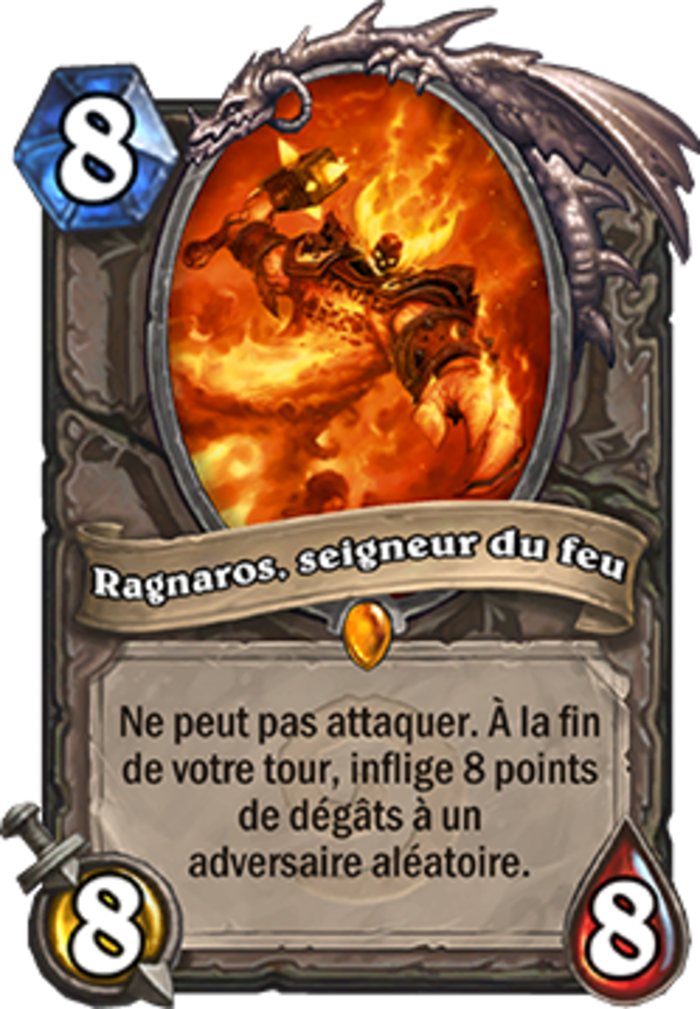 8
Ragnaros, seigneur du feu
Ne peut pas attaquer. À la fin
de votre tour, inflige 8 points
de dégâts à un
adversaire aléatoire.
8
8